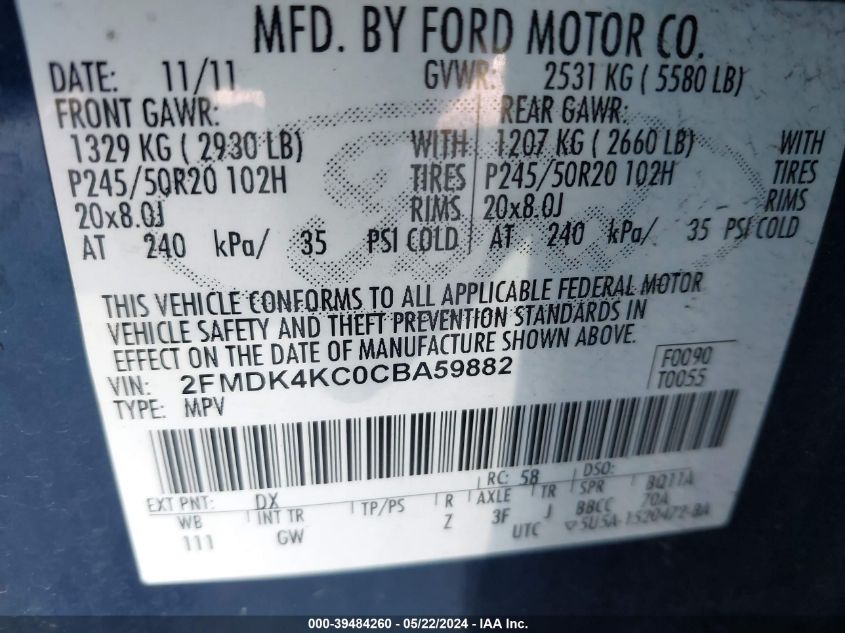 MFD. BY FORD MOTOR CO.
DATE: 11/11 GVWR: 2531 KG ( 5580 LB)
FRONT GAWR: REAR GAWR:
1329 KG ( 2930 LB) WITH 1207 KG ( 2660 LB) WITH
P245/50R20 102H TIRES P245/50R20 102H TIRES
20x8.0J RIMS 20x8.0J RIMS
AT 240 kPa/ 35 PSI COLD AT 240 kPa/ 35 PSI COLD
Ford
THIS VEHICLE CONFORMS TO ALL APPLICABLE FEDERAL MOTOR
VEHICLE SAFETY AND THEFT PREVENTION STANDARDS IN
EFFECT ON THE DATE OF MANUFACTURE SHOWN ABOVE.
VIN: 2FMDK4KC0CBA59882 F0090
TYPE: MPV T0055
EXT PNT: DX RC: 58 DSO:
WB INT TR TP/PS R AXLE TR SPR BQ11A
111 GW Z 3F J BBCC 70A
UTC 5U5A-1520472-BA
000-39484260 - 05/22/2024 - IAA Inc.